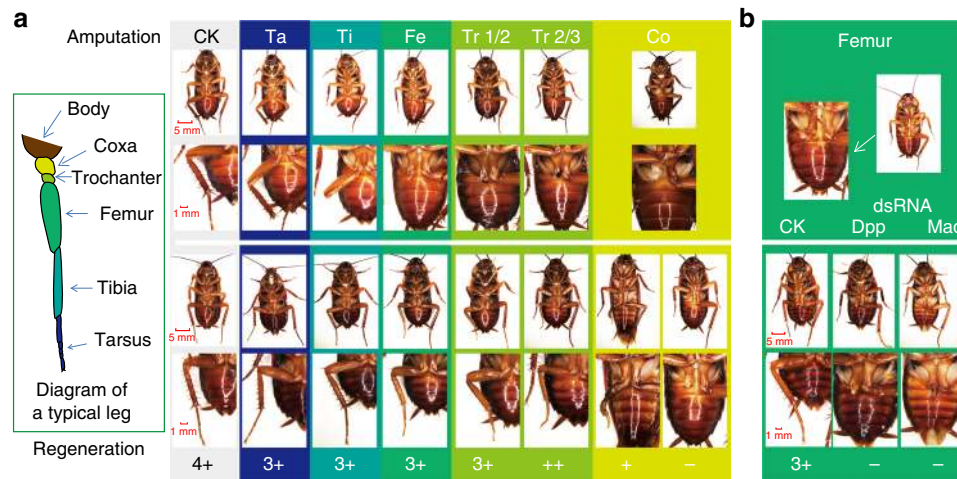 a
b
Amputation
CK
Ta
Ti
Fe
Tr 1/2
Tr 2/3
Co
Femur
5 mm
1 mm
Body
Coxa
Trochanter
Femur
Tibia
Tarsus
Diagram of
a typical leg
Regeneration
5 mm
1 mm
4+
3+
3+
3+
3+
++
+
–
dsRNA
CK
Dpp
Mad
5 mm
1 mm
3+
–
–